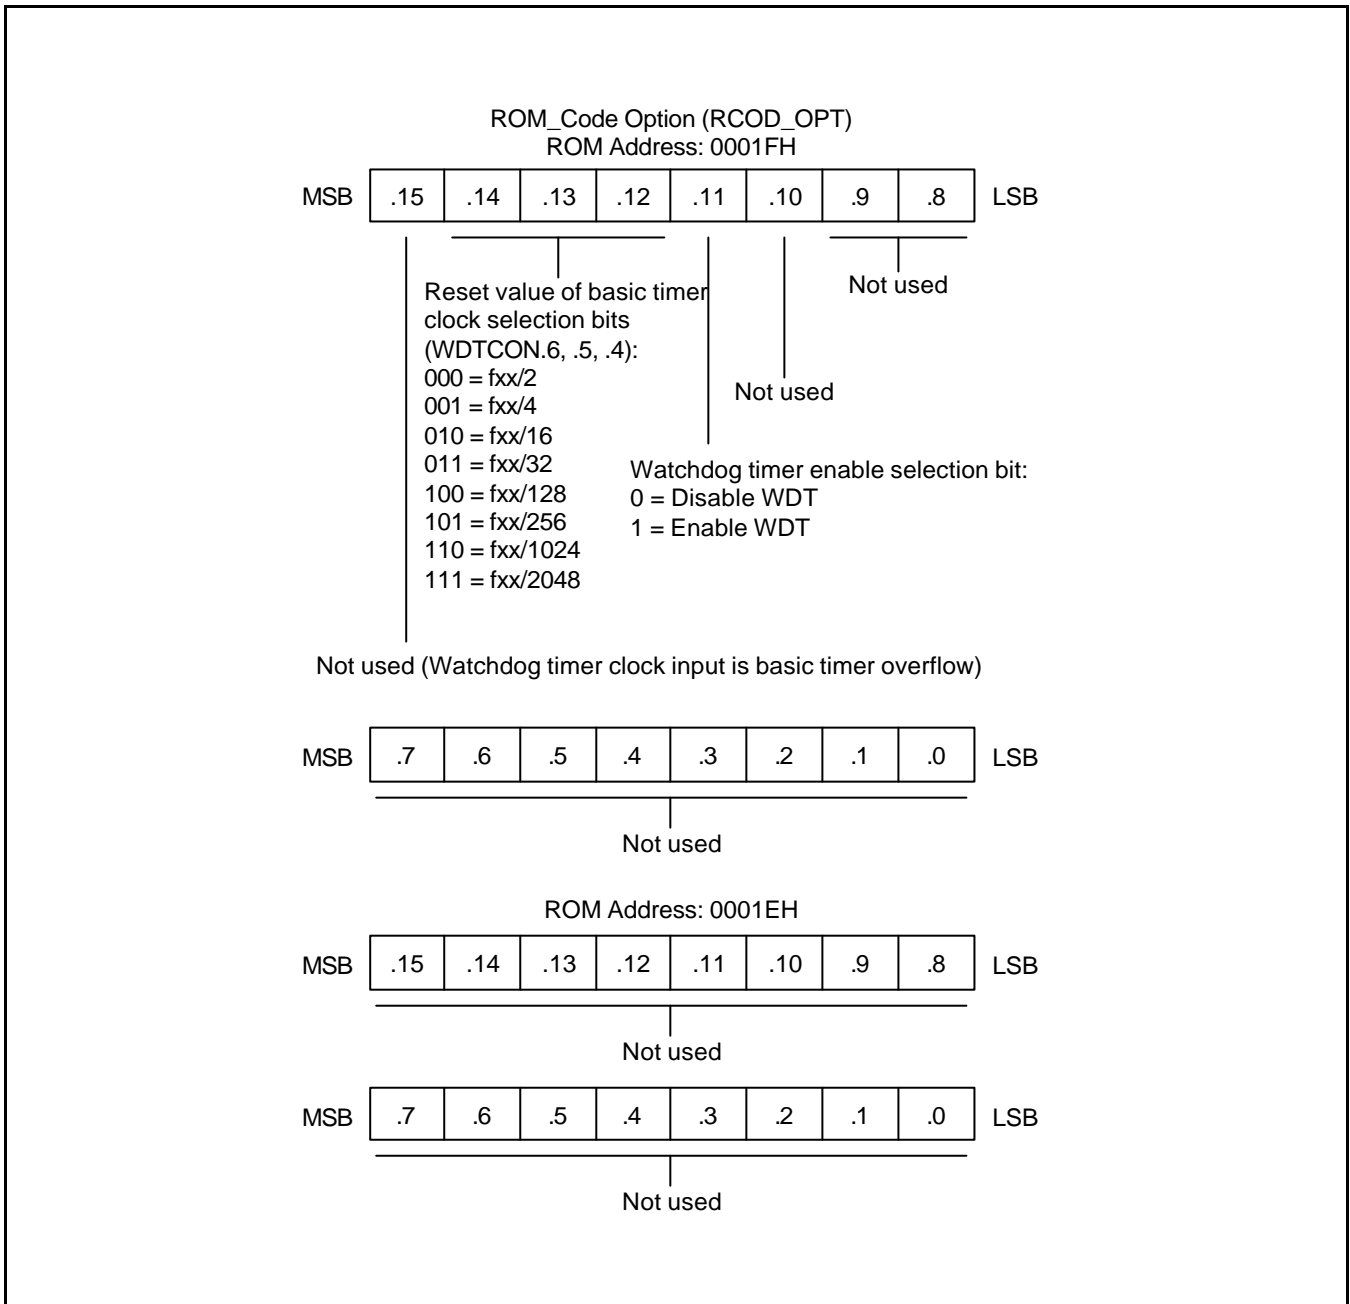 ROM_Code Option (RCOD_OPT)
ROM Address: 0001FH
MSB .15 .14 .13 .12 .11 .10 .9 .8 LSB
Not used
Reset value of basic timer
clock selection bits
(WDTCON.6, .5, .4):
000 = fxx/2
001 = fxx/4
010 = fxx/16
011 = fxx/32
100 = fxx/128
101 = fxx/256
110 = fxx/1024
111 = fxx/2048
Not used
Watchdog timer enable selection bit:
0 = Disable WDT
1 = Enable WDT
Not used (Watchdog timer clock input is basic timer overflow)
MSB .7 .6 .5 .4 .3 .2 .1 .0 LSB
Not used
ROM Address: 0001EH
MSB .15 .14 .13 .12 .11 .10 .9 .8 LSB
Not used
MSB .7 .6 .5 .4 .3 .2 .1 .0 LSB
Not used